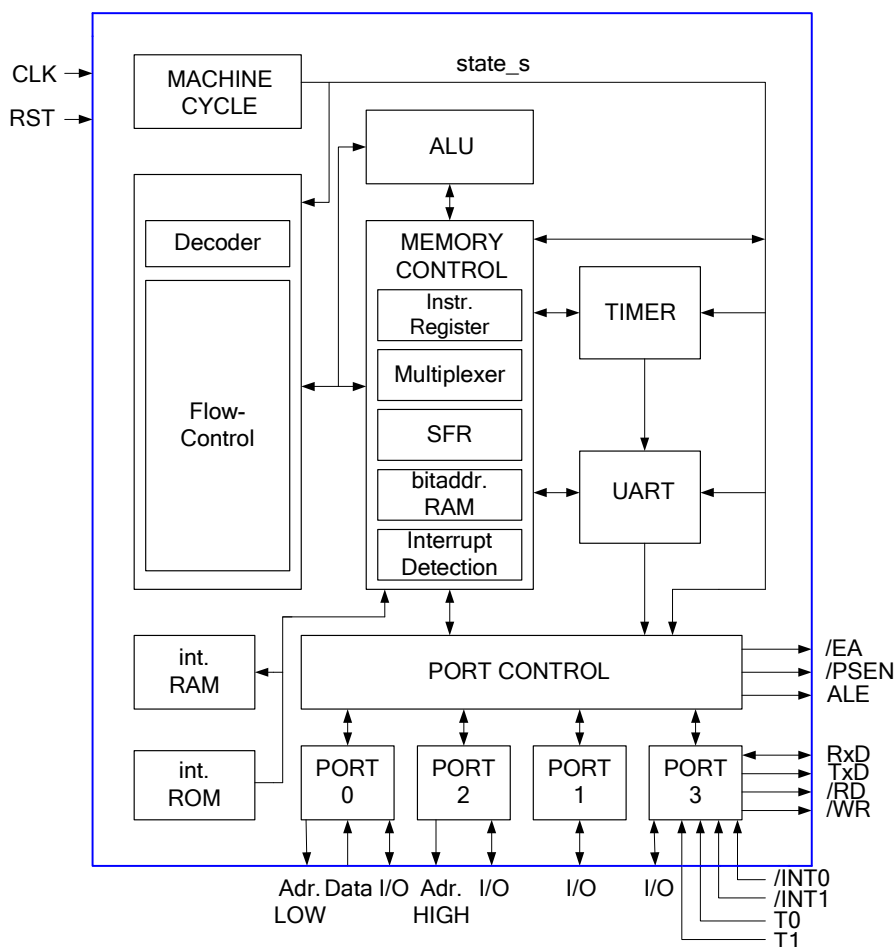 CLK
RST
MACHINE
CYCLE
state_s
ALU
Decoder
Flow-
Control
MEMORY
CONTROL
Instr.
Register
Multiplexer
SFR
bitaddr.
RAM
Interrupt
Detection
TIMER
UART
int.
RAM
int.
ROM
PORT CONTROL
/EA
/PSEN
ALE
PORT
0
PORT
2
PORT
1
PORT
3
RxD
TxD
/RD
/WR
Adr.
LOW
Data
I/O
Adr.
HIGH
I/O
I/O
I/O
/INT0
/INT1
T0
T1